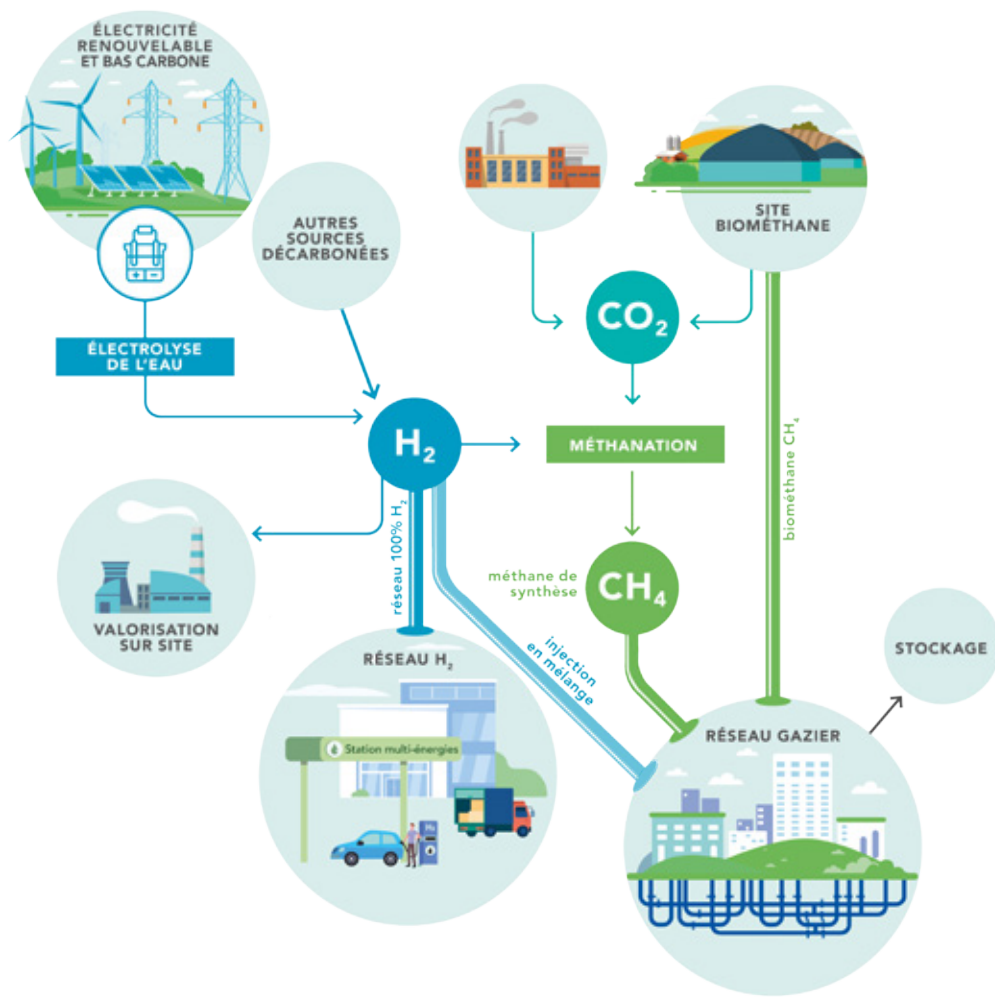 ÉLECTRICITÉ
RENOUVELABLE
ET BAS CARBONE
AUTRES
SOURCES
DÉCARBONÉES
SITE
BIOMÉTHANE
CO₂
ÉLECTROLYSE
DE L'EAU
H₂
MÉTHANATION
biométhane CH₄
réseau 100% H₂
méthane de
synthèse
CH₄
injection
en mélange
VALORISATION
SUR SITE
STOCKAGE
RÉSEAU H₂
Station multi-énergies
H₂
RÉSEAU GAZIER